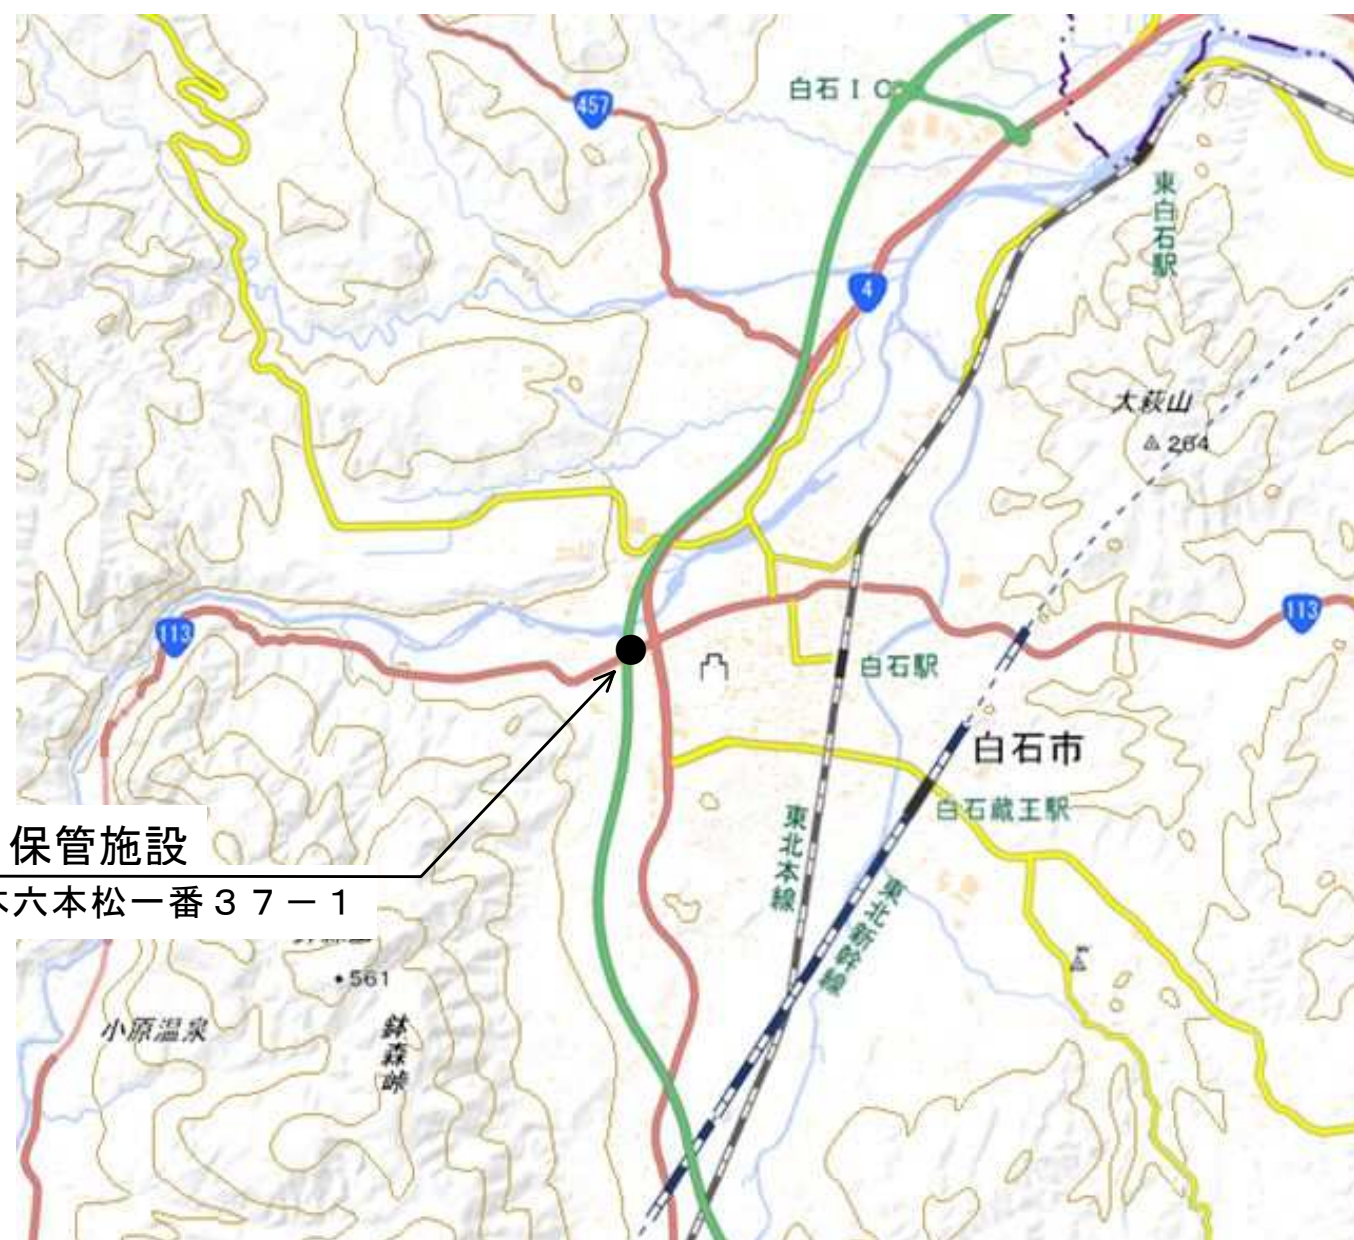 457
白石ＩＣ
東白石駅
4
大萩山
264
113
113
白石駅
白石市
白石蔵王駅
東北本線
東北新幹線
保管施設
六本松一番３７－１
561
小原温泉
鉢森峠